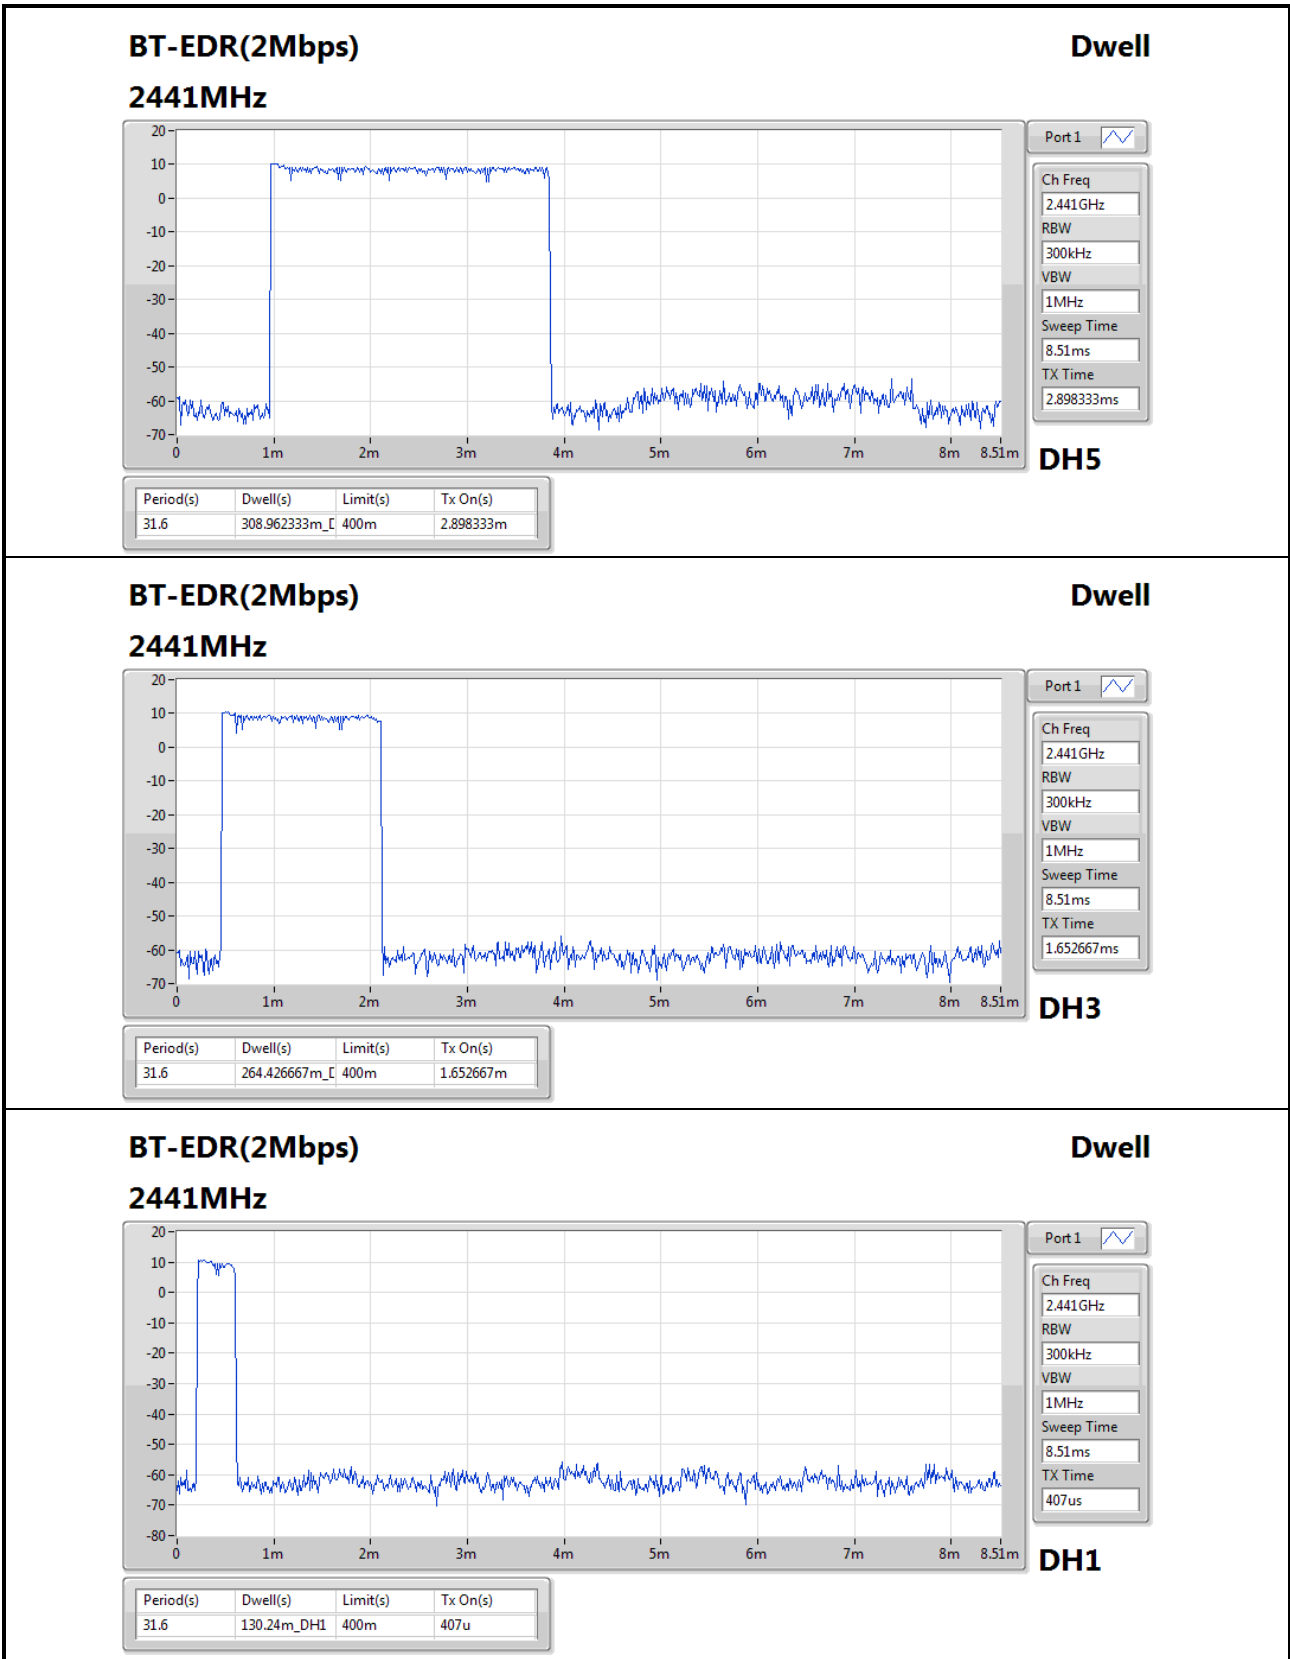 BT-EDR(2Mbps) Dwell
2441MHz
20
10
0
-10
-20
-30
-40
-50
-60
-70
0 1m 2m 3m 4m 5m 6m 7m 8m 8.51m
Port 1
Ch Freq
2.441GHz
RBW
300kHz
VBW
1MHz
Sweep Time
8.51ms
TX Time
2.898333ms
DH5
Period(s) Dwell(s) Limit(s) Tx On(s)
31.6 308.962333m_D 400m 2.898333m
BT-EDR(2Mbps) Dwell
2441MHz
20
10
0
-10
-20
-30
-40
-50
-60
-70
0 1m 2m 3m 4m 5m 6m 7m 8m 8.51m
Port 1
Ch Freq
2.441GHz
RBW
300kHz
VBW
1MHz
Sweep Time
8.51ms
TX Time
1.652667ms
DH3
Period(s) Dwell(s) Limit(s) Tx On(s)
31.6 264.426667m_D 400m 1.652667m
BT-EDR(2Mbps) Dwell
2441MHz
20
10
0
-10
-20
-30
-40
-50
-60
-70
-80
0 1m 2m 3m 4m 5m 6m 7m 8m 8.51m
Port 1
Ch Freq
2.441GHz
RBW
300kHz
VBW
1MHz
Sweep Time
8.51ms
TX Time
407us
DH1
Period(s) Dwell(s) Limit(s) Tx On(s)
31.6 130.24m_DH1 400m 407u